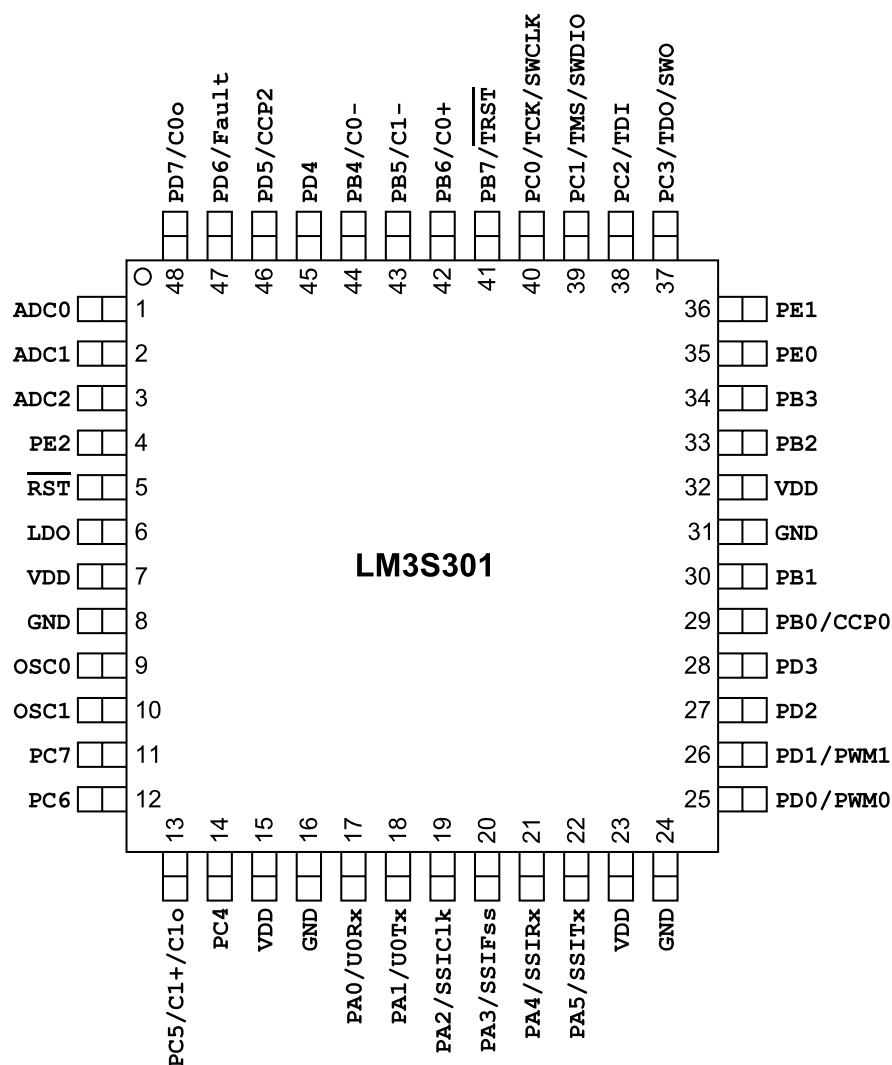 PD7/C0o
PD6/Fault
PD5/CCP2
PD4
PB4/C0-
PB5/C1-
PB6/C0+
PB7/TRST
PC0/TCK/SWCLK
PC1/TMS/SWDIO
PC2/TDI
PC3/TDO/SWO
48
47
46
45
44
43
42
41
40
39
38
37
ADC0 1
ADC1 2
ADC2 3
PE2 4
RST 5
LDO 6
VDD 7
GND 8
OSC0 9
OSC1 10
PC7 11
PC6 12
LM3S301
36 PE1
35 PE0
34 PB3
33 PB2
32 VDD
31 GND
30 PB1
29 PB0/CCP0
28 PD3
27 PD2
26 PD1/PWM1
25 PD0/PWM0
13
14
15
16
17
18
19
20
21
22
23
24
PC5/C1+/C1o
PC4
VDD
GND
PA0/U0Rx
PA1/U0Tx
PA2/SSIClk
PA3/SSIFss
PA4/SSIRx
PA5/SSITx
VDD
GND